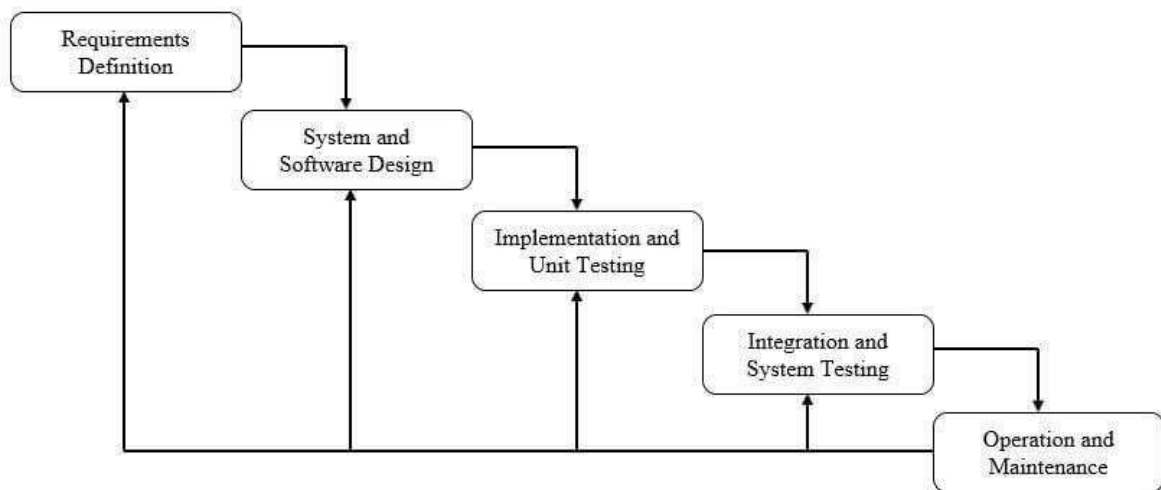 Requirements
Definition
System and
Software Design
Implementation and
Unit Testing
Integration and
System Testing
Operation and
Maintenance